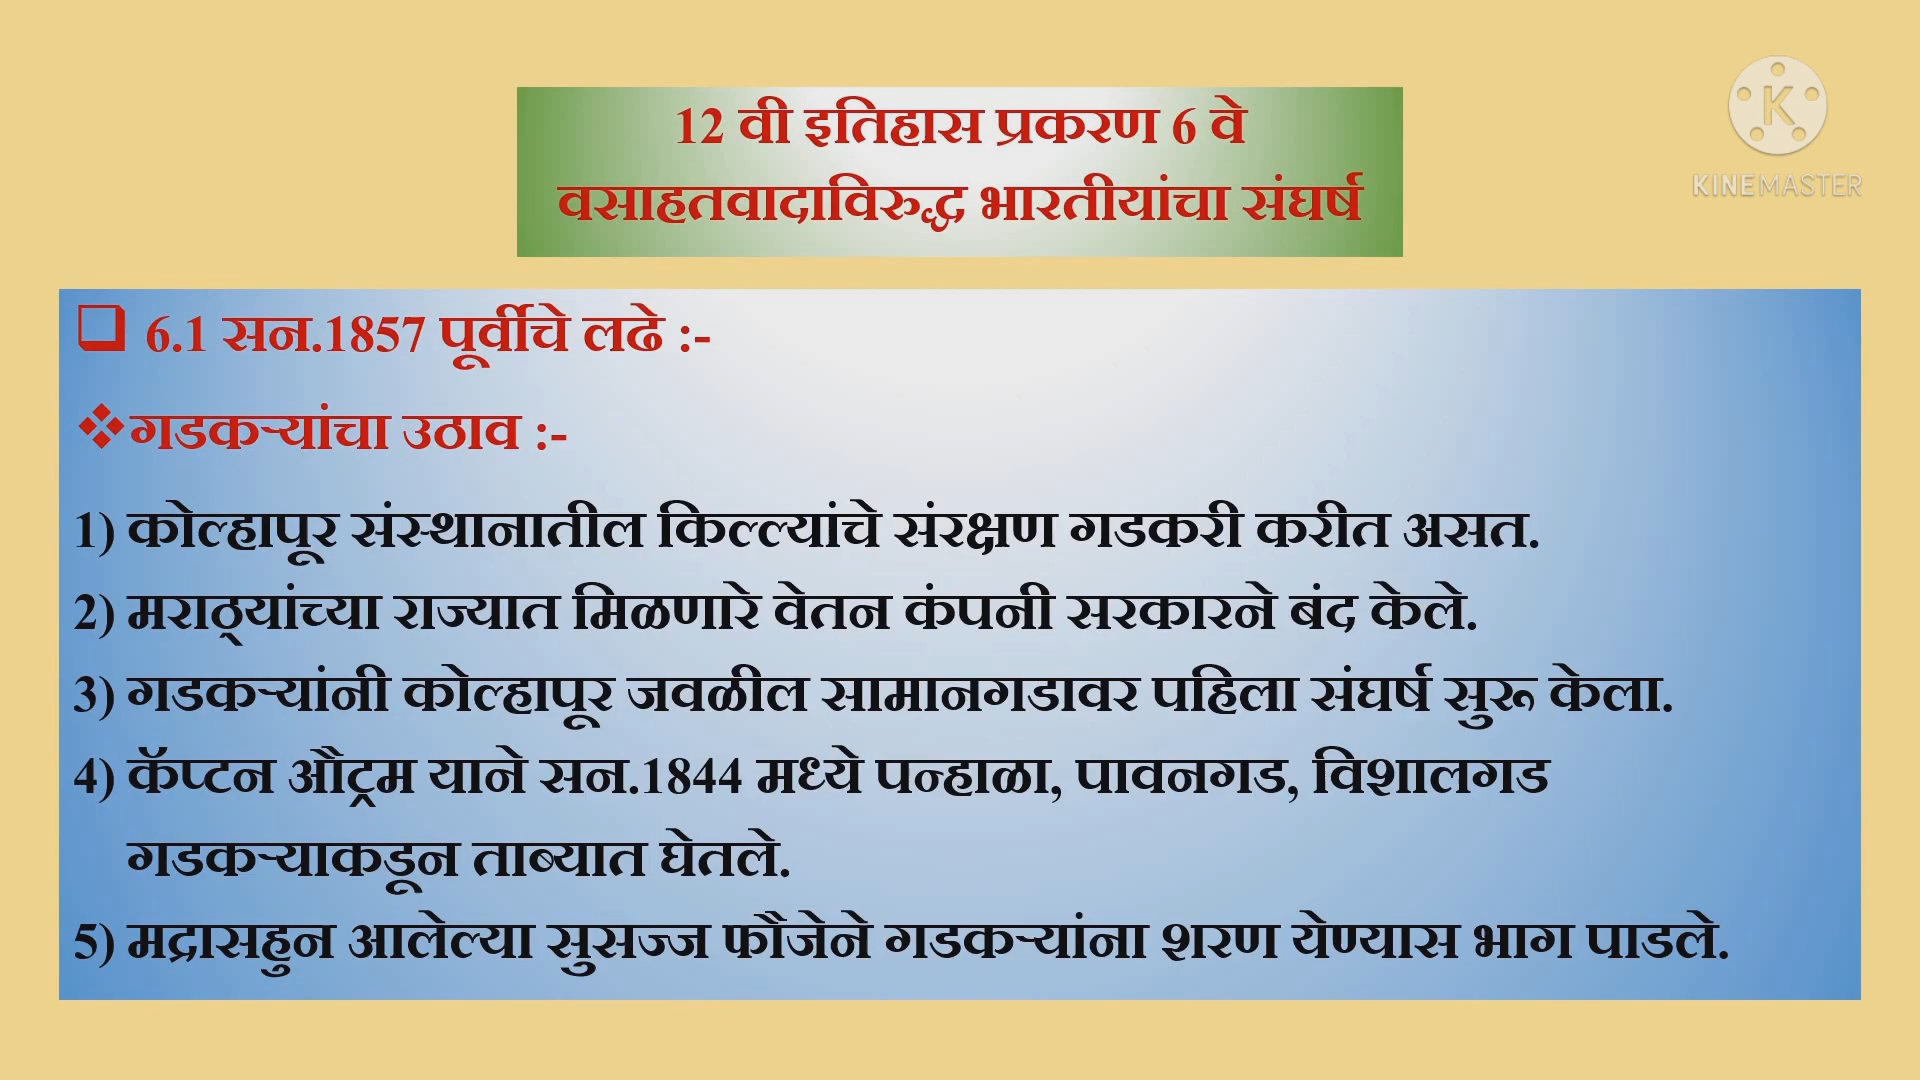 12 वी इतिहास प्रकरण 6 वे
वसाहतवादाविरुद्ध भारतीयांचा संघर्ष
K
KINEMASTER
6.1 सन.1857 पूर्वीचे लढे :-
गडकऱ्यांचा उठाव :-
1) कोल्हापूर संस्थानातील किल्ल्यांचे संरक्षण गडकरी करीत असत.
2) मराठ्यांच्या राज्यात मिळणारे वेतन कंपनी सरकारने बंद केले.
3) गडकऱ्यांनी कोल्हापूर जवळील सामानगडावर पहिला संघर्ष सुरू केला.
4) कॅप्टन औट्रम याने सन.1844 मध्ये पन्हाळा, पावनगड, विशालगड
गडकऱ्याकडून ताब्यात घेतले.
5) मद्रासहुन आलेल्या सुसज्ज फौजेने गडकऱ्यांना शरण येण्यास भाग पाडले.